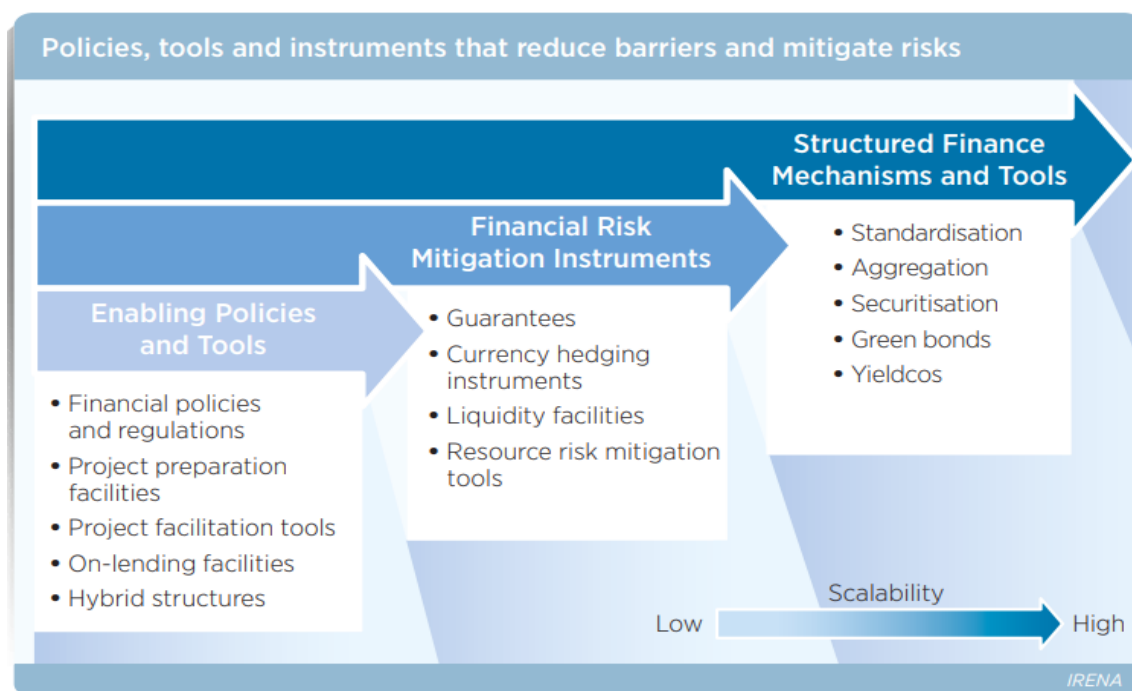 Policies, tools and instruments that reduce barriers and mitigate risks
Structured Finance
Mechanisms and Tools
• Standardisation
• Aggregation
• Securitisation
• Green bonds
• Yieldcos
Financial Risk
Mitigation Instruments
• Guarantees
• Currency hedging
instruments
• Liquidity facilities
• Resource risk mitigation
tools
Enabling Policies
and Tools
• Financial policies
and regulations
• Project preparation
facilities
• Project facilitation tools
• On-lending facilities
• Hybrid structures
Scalability
Low
High
IRENA